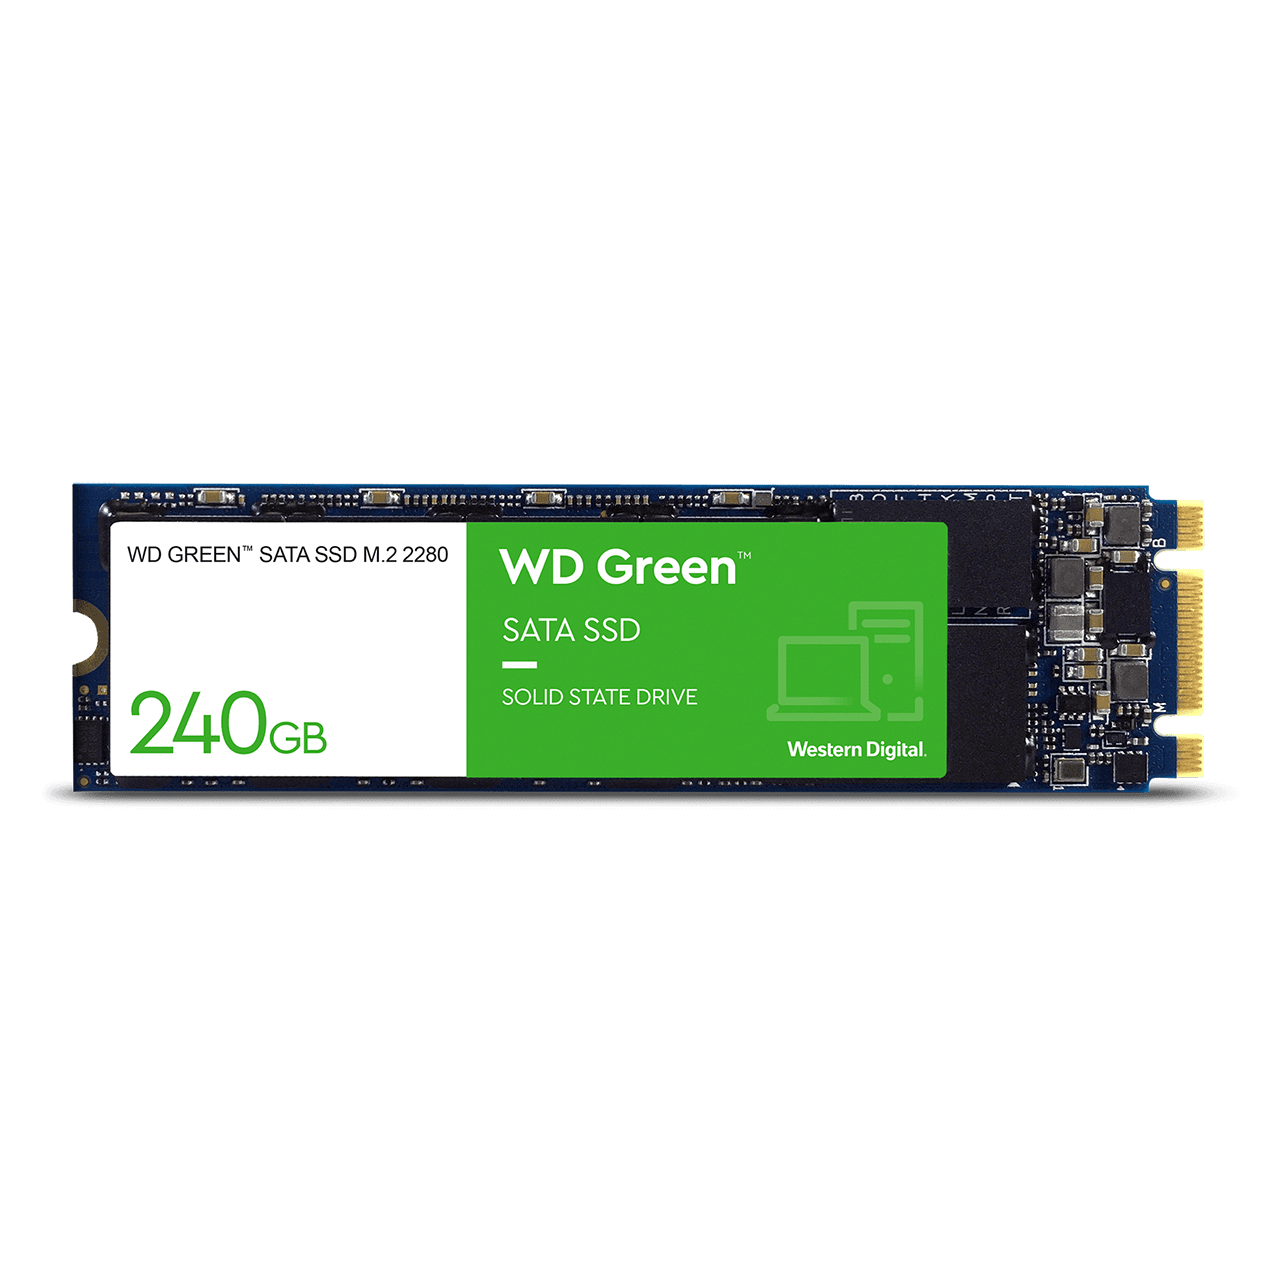 WD GREEN™ SATA SSD M.2 2280
240GB
WD Green™
SATA SSD
SOLID STATE DRIVE
Western Digital.
B
M